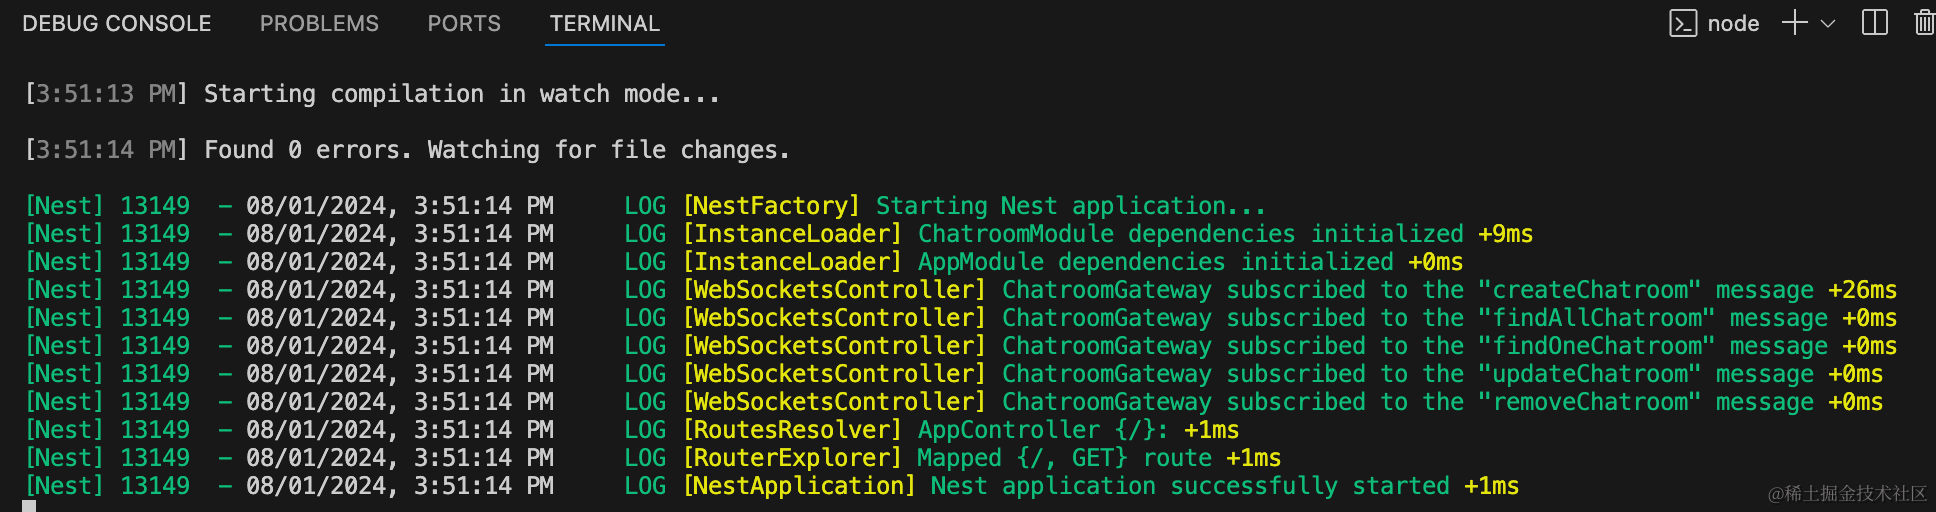 DEBUG CONSOLE PROBLEMS PORTS TERMINAL node
[3:51:13 PM] Starting compilation in watch mode...
[3:51:14 PM] Found 0 errors. Watching for file changes.
[Nest] 13149  - 08/01/2024, 3:51:14 PM     LOG [NestFactory] Starting Nest application...
[Nest] 13149  - 08/01/2024, 3:51:14 PM     LOG [InstanceLoader] ChatroomModule dependencies initialized +9ms
[Nest] 13149  - 08/01/2024, 3:51:14 PM     LOG [InstanceLoader] AppModule dependencies initialized +0ms
[Nest] 13149  - 08/01/2024, 3:51:14 PM     LOG [WebSocketsController] ChatroomGateway subscribed to the "createChatroom" message +26ms
[Nest] 13149  - 08/01/2024, 3:51:14 PM     LOG [WebSocketsController] ChatroomGateway subscribed to the "findAllChatroom" message +0ms
[Nest] 13149  - 08/01/2024, 3:51:14 PM     LOG [WebSocketsController] ChatroomGateway subscribed to the "findOneChatroom" message +0ms
[Nest] 13149  - 08/01/2024, 3:51:14 PM     LOG [WebSocketsController] ChatroomGateway subscribed to the "updateChatroom" message +0ms
[Nest] 13149  - 08/01/2024, 3:51:14 PM     LOG [WebSocketsController] ChatroomGateway subscribed to the "removeChatroom" message +0ms
[Nest] 13149  - 08/01/2024, 3:51:14 PM     LOG [RoutesResolver] AppController {/}: +1ms
[Nest] 13149  - 08/01/2024, 3:51:14 PM     LOG [RouterExplorer] Mapped {/, GET} route +1ms
[Nest] 13149  - 08/01/2024, 3:51:14 PM     LOG [NestApplication] Nest application successfully started +1ms
@稀土掘金技术社区